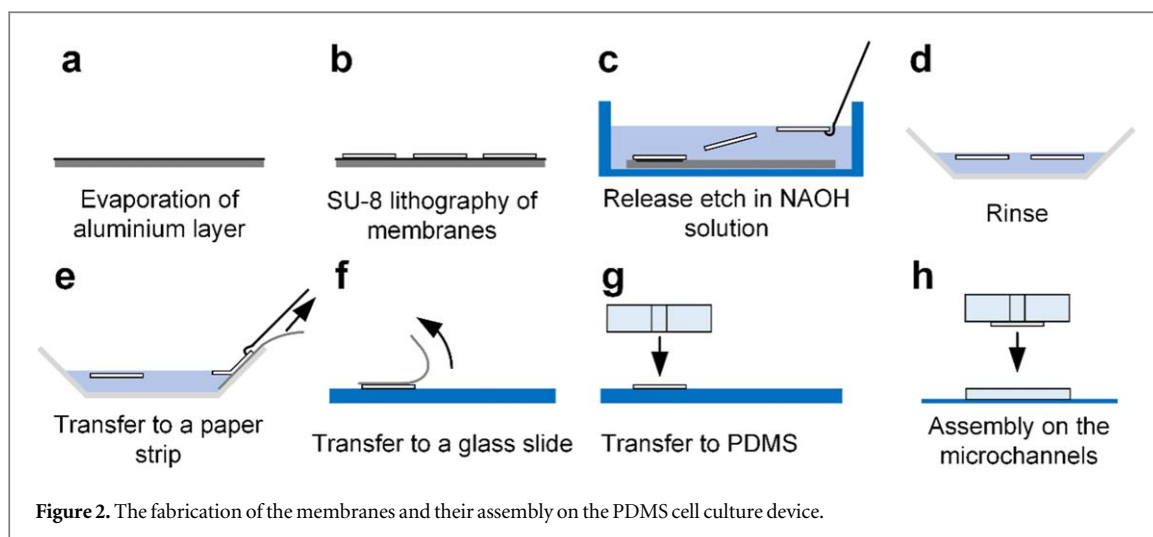 a
Evaporation of
aluminium layer
b
SU-8 lithography of
membranes
c
Release etch in NAOH
solution
d
Rinse
e
Transfer to a paper
strip
f
Transfer to a glass slide
g
Transfer to PDMS
h
Assembly on the
microchannels
Figure 2. The fabrication of the membranes and their assembly on the PDMS cell culture device.